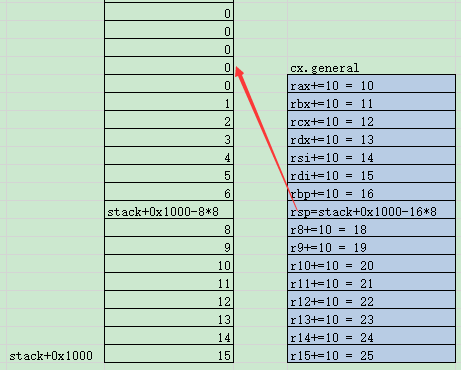 0
0
0
0 cx.general
0 rax+=10 = 10
1 rbx+=10 = 11
2 rcx+=10 = 12
3 rdx+=10 = 13
4 rsi+=10 = 14
5 rdi+=10 = 15
6 rbp+=10 = 16
stack+0x1000-8*8 rsp=stack+0x1000-16*8
8 r8+=10 = 18
9 r9+=10 = 19
10 r10+=10 = 20
11 r11+=10 = 21
12 r12+=10 = 22
13 r13+=10 = 23
14 r14+=10 = 24
stack+0x1000 15 r15+=10 = 25